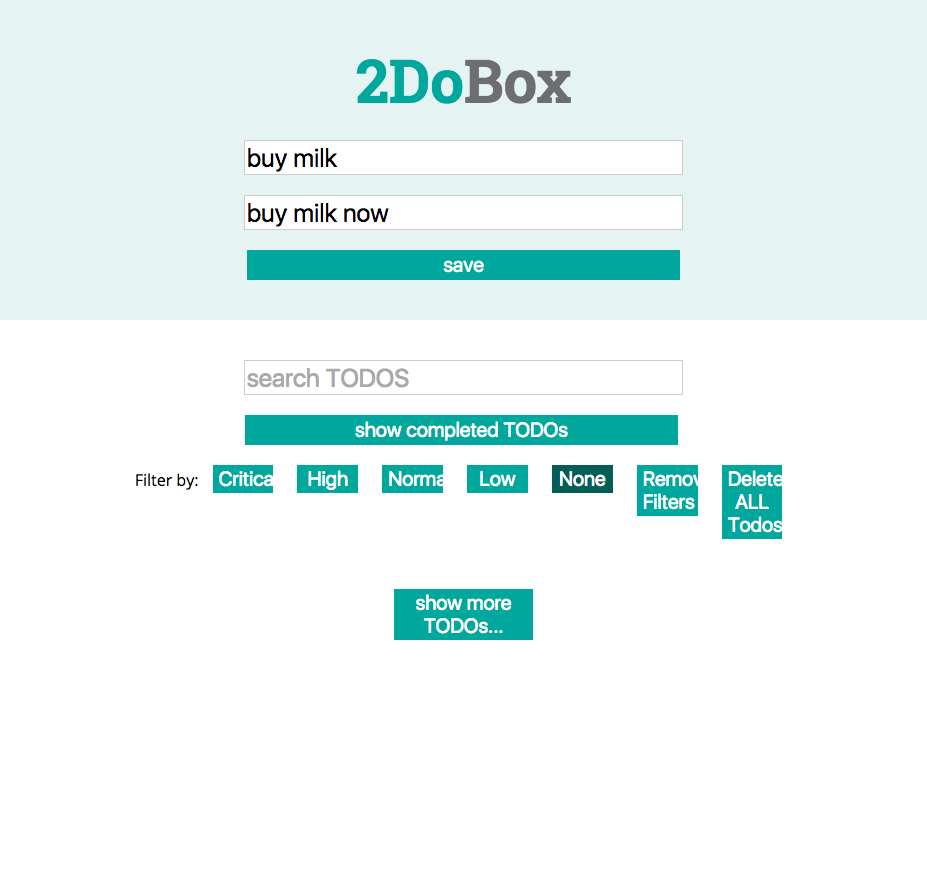 2DoBox
buy milk
buy milk now
save
search TODOS
show completed TODOs
Filter by: Critica High Norma Low None Remov Delete
Filters ALL
Todos
show more
TODOs...